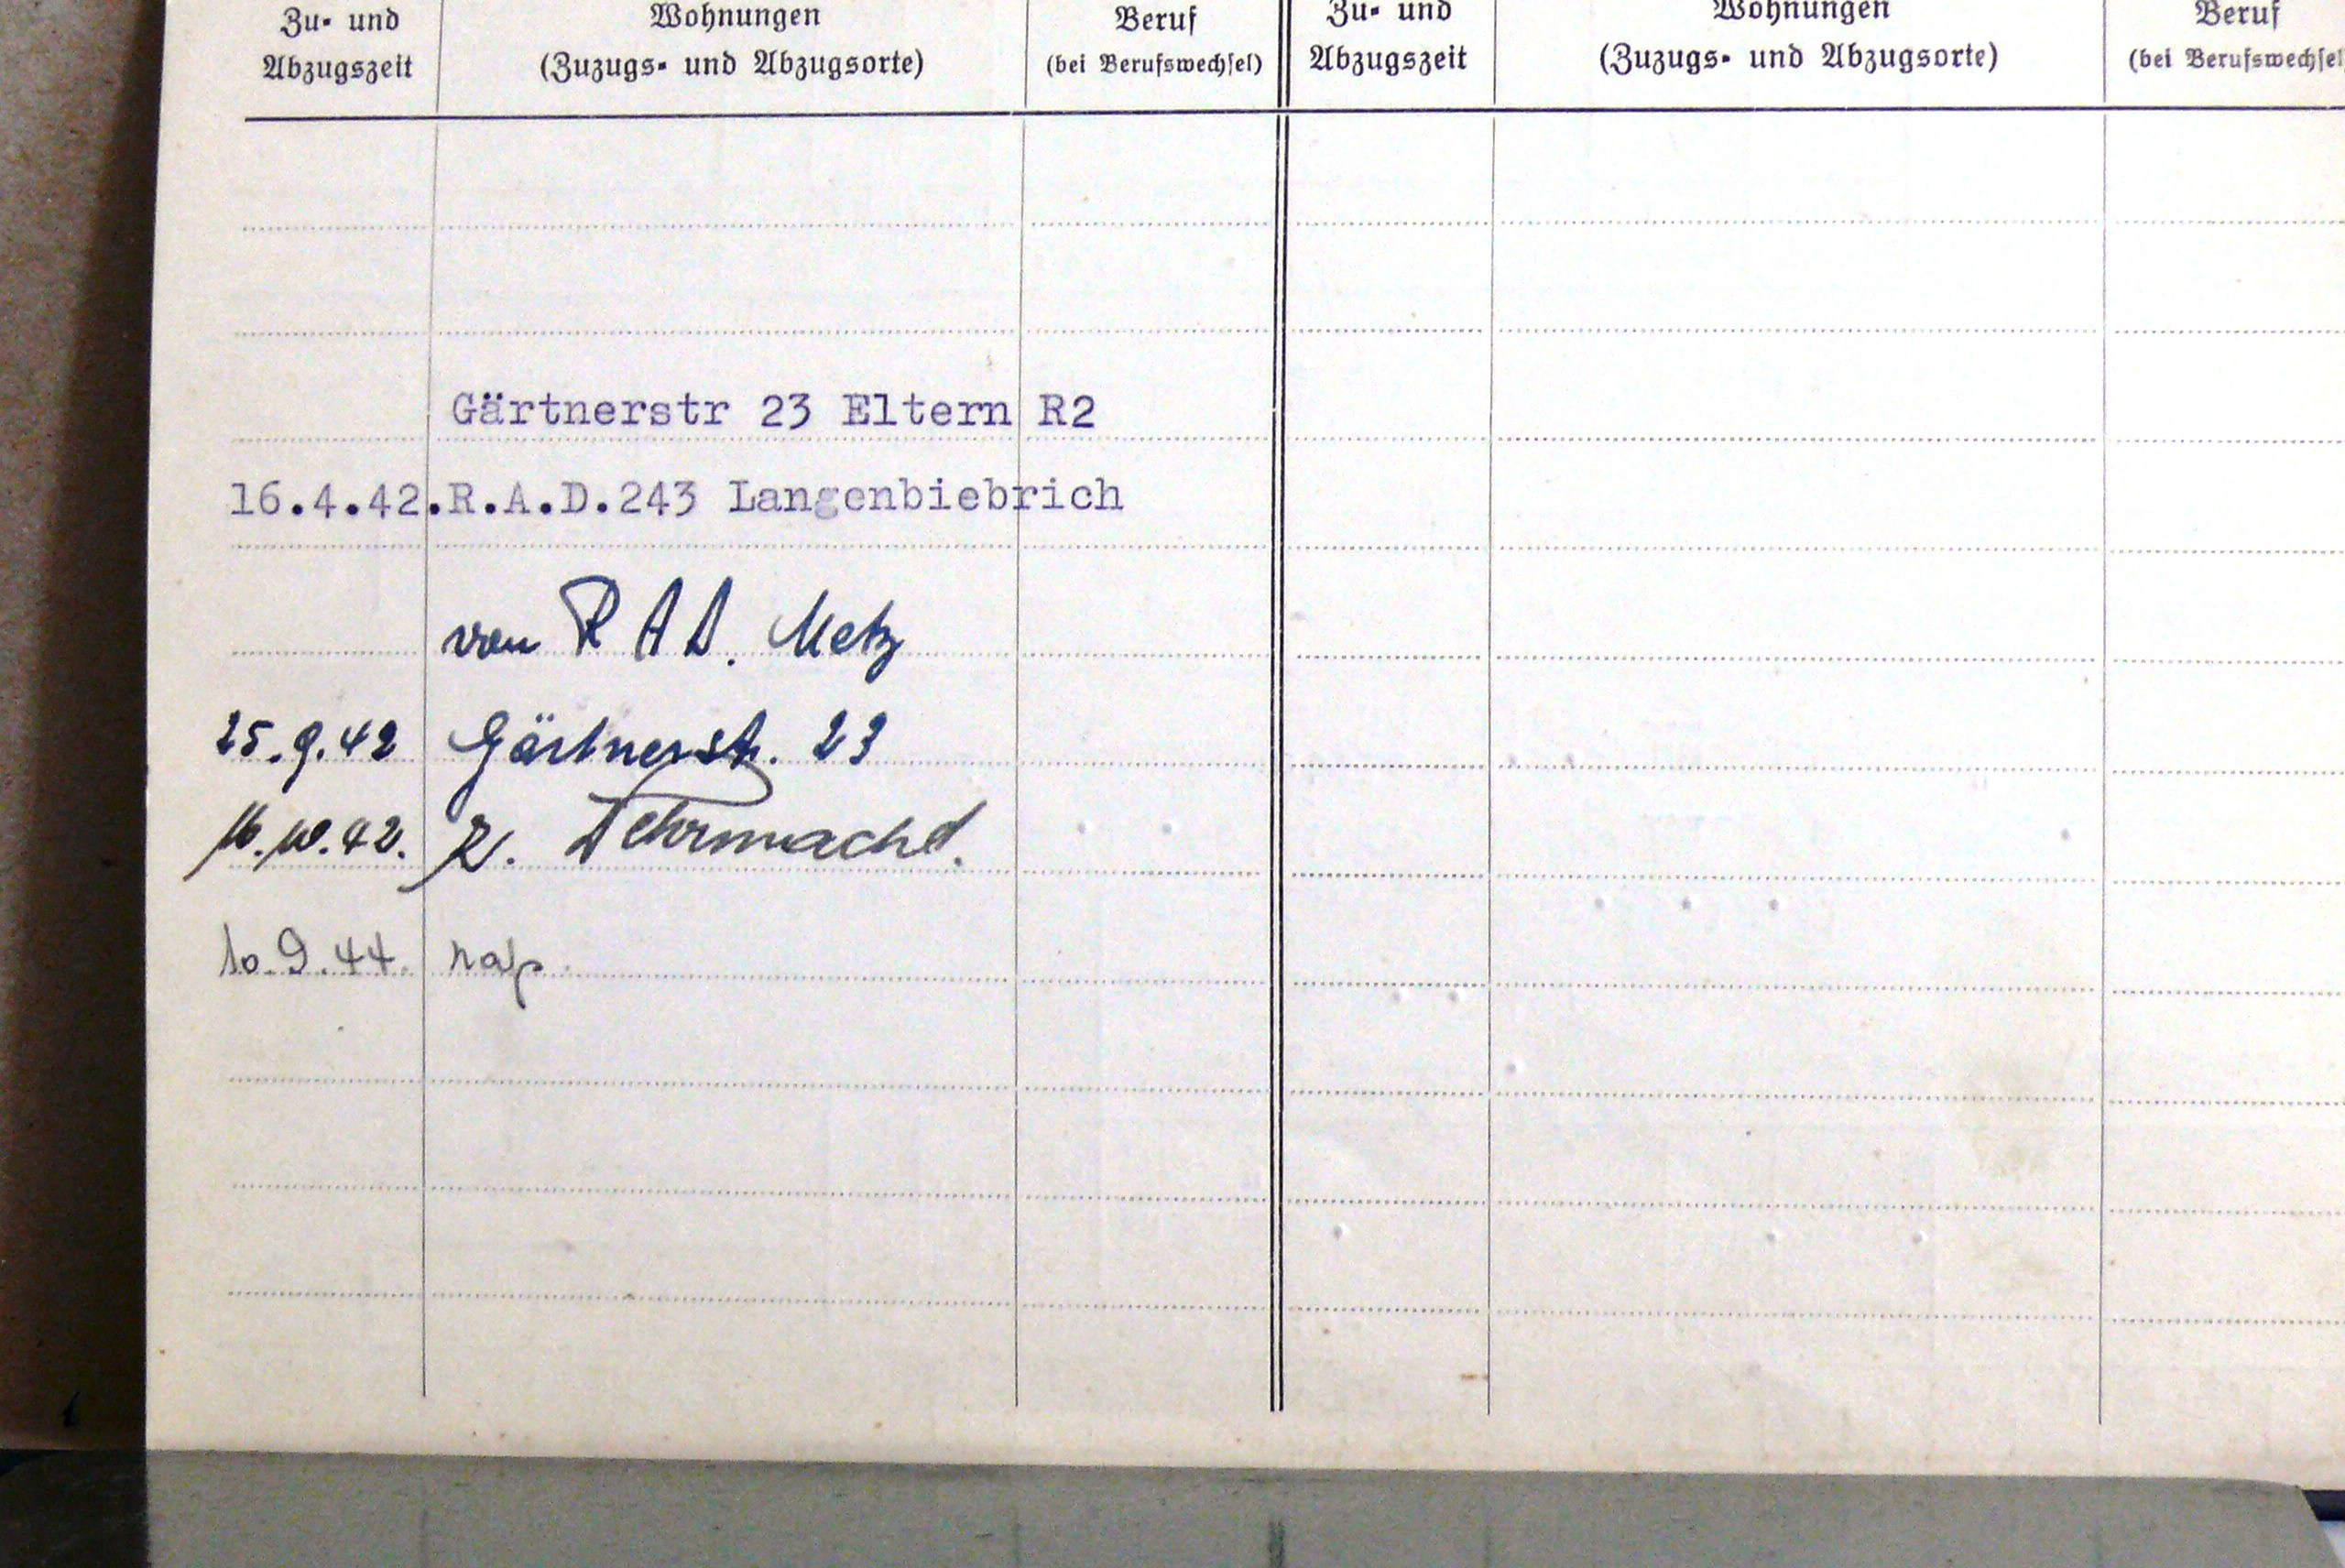 Zu- und Wohnungen Beruf Zu- und Wohnungen Beruf
Abzugszeit (Zuzugs- und Abzugsorte) (bei Berufswechsel) Abzugszeit (Zuzugs- und Abzugsorte) (bei Berufswechsel
Gärtnerstr 23 Eltern R2
16.4.42.R.A.D.243 Langenbiebrich
von R A D. Metz
25.9.42 Gärtnerstr. 23
16.10.42. z. Wehrmacht.
10.9.44.